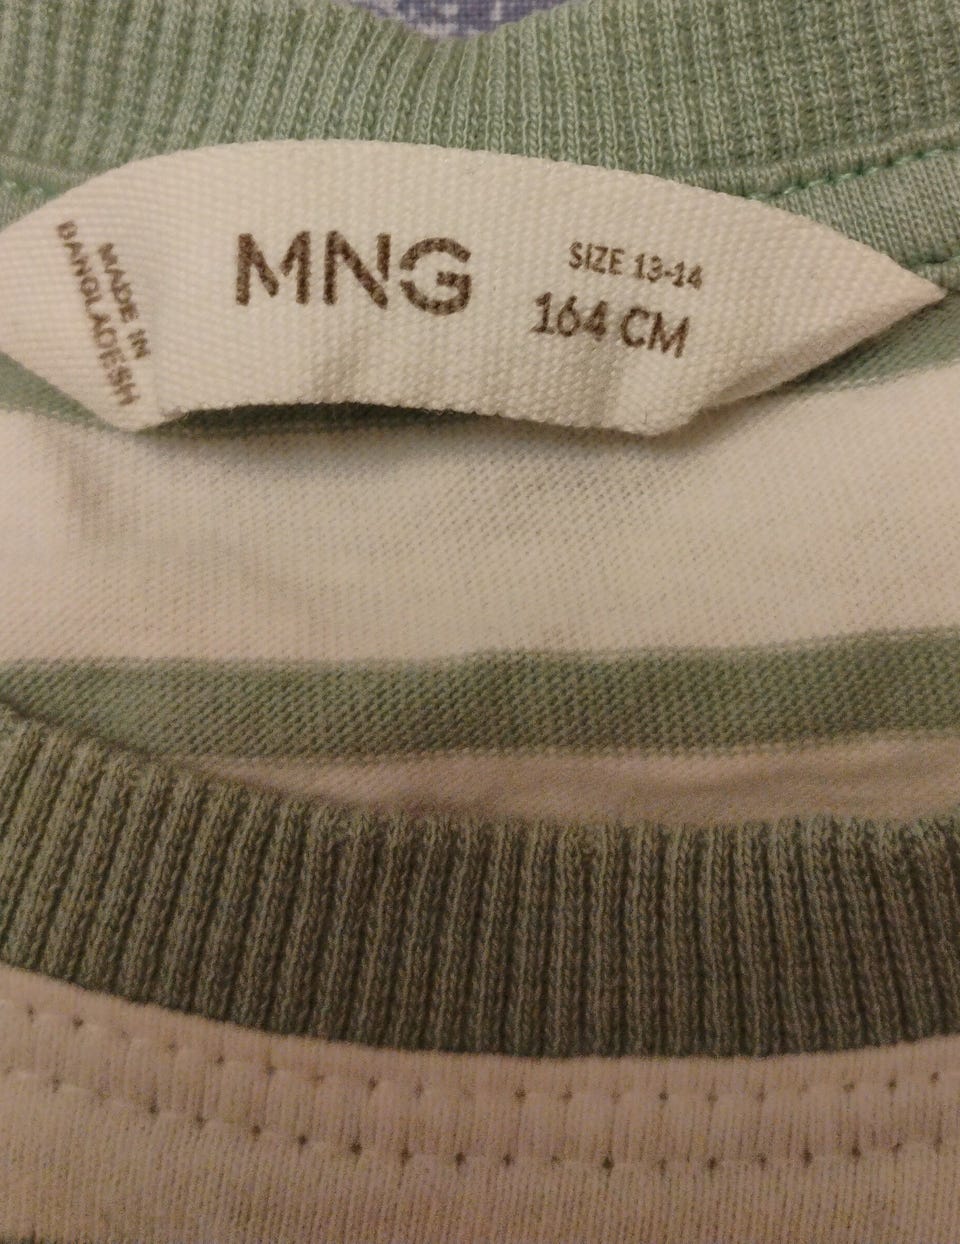 MADE IN
BANGLADESH
MNG
SIZE 13-14
164 CM